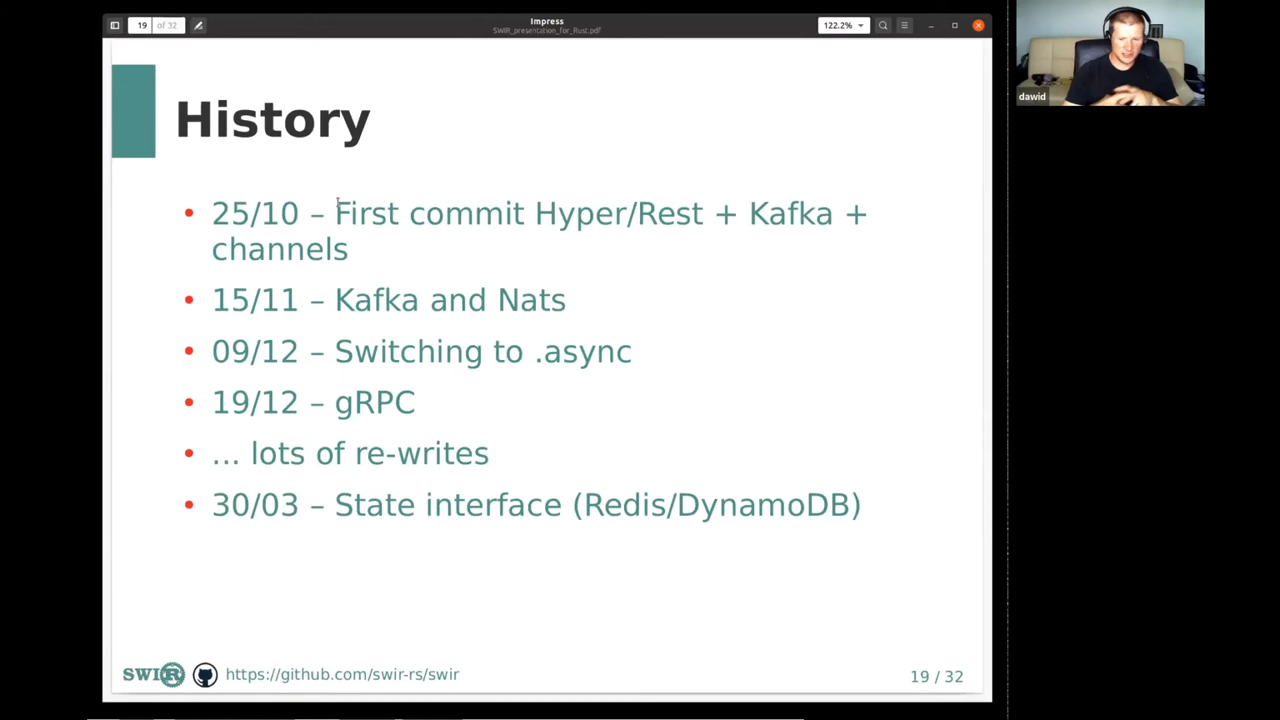 19 of 32
Impress
SWIR_presentation_for_Rust.pdf
122.2%
dawid
History
25/10 – First commit Hyper/Rest + Kafka +
channels
15/11 – Kafka and Nats
09/12 – Switching to .async
19/12 – gRPC
... lots of re-writes
30/03 – State interface (Redis/DynamoDB)
SWIR
https://github.com/swir-rs/swir
19 / 32